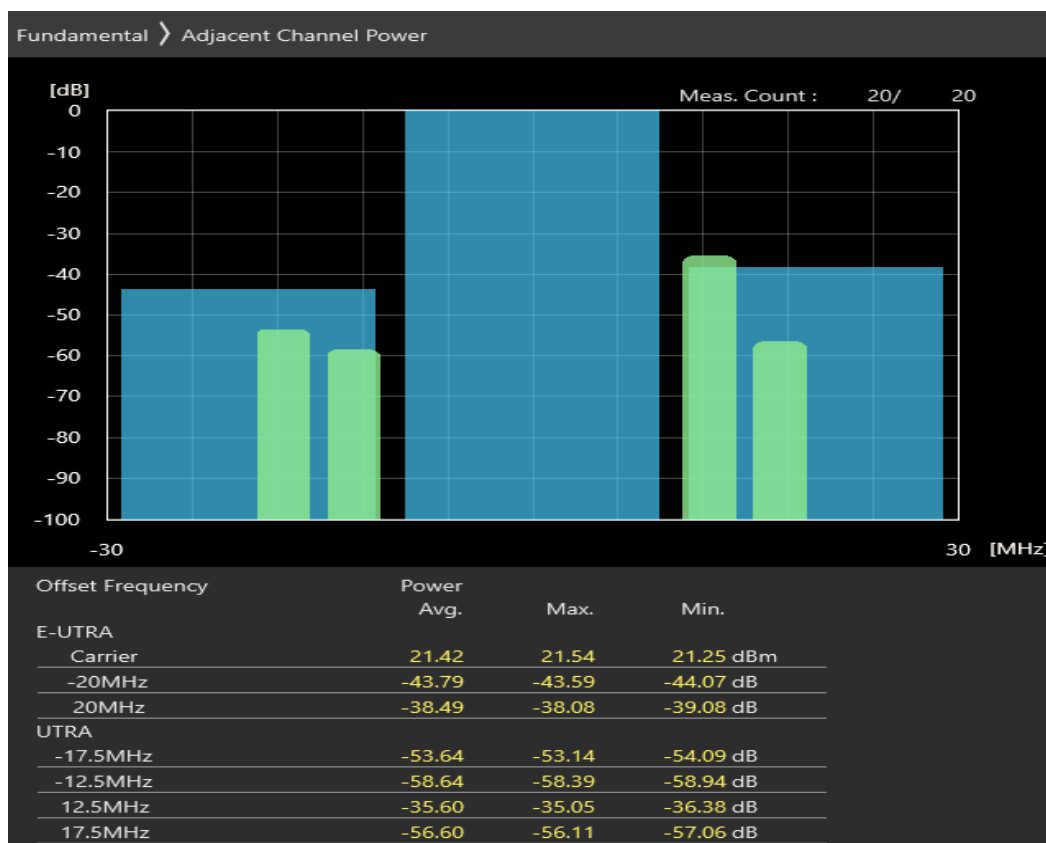 Fundamental 〉 Adjacent Channel Power
[dB]
Meas. Count : 20/ 20
0
-10
-20
-30
-40
-50
-60
-70
-80
-90
-100
-30 30 [MHz]
Offset Frequency Power
Avg. Max. Min.
E-UTRA
Carrier 21.42 21.54 21.25 dBm
-20MHz -43.79 -43.59 -44.07 dB
20MHz -38.49 -38.08 -39.08 dB
UTRA
-17.5MHz -53.64 -53.14 -54.09 dB
-12.5MHz -58.64 -58.39 -58.94 dB
12.5MHz -35.60 -35.05 -36.38 dB
17.5MHz -56.60 -56.11 -57.06 dB